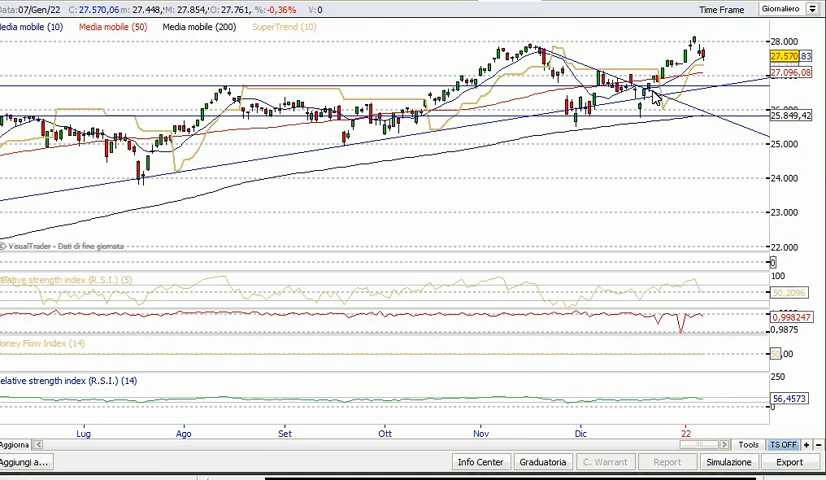 Data:07/Gen/22 C: 27.570,06 m: 27.448, M: 27.854, O: 27.761, %: -0,36% V: 0 Time Frame Giornaliero
Media mobile (10) Media mobile (50) Media mobile (200) SuperTrend (10)
28.000
27.570,83
27.096,08
25.849,42
25.000
24.000
23.000
© VisualTrader - Dati di fine giornata
22.000
0
Relative strength index (R.S.I.) (5)
100
50,2096
0,998247
0,9875
Money Flow Index (14)
,00
Relative strength index (R.S.I.) (14)
250
56,4573
0
Lug Ago Set Ott Nov Dic 22
Aggiorna Tools TS OFF + −
Aggiungi a... Info Center Graduatoria C. Warrant Report Simulazione Export